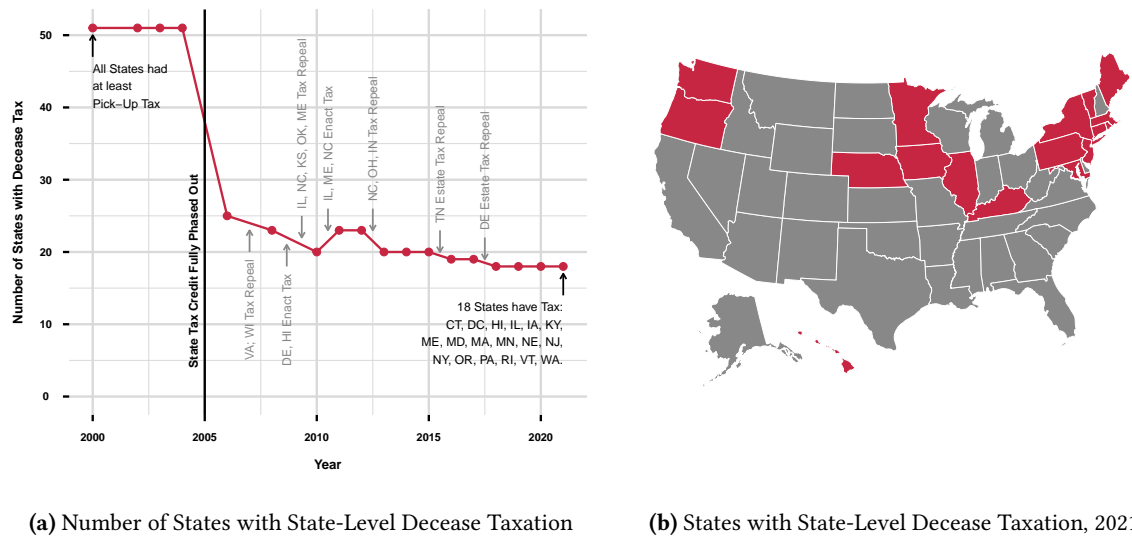 Number of States with Decease Tax
50
40
30
20
10
0
All States had
at least
Pick−Up Tax
State Tax Credit Fully Phased Out
VA; WI Tax Repeal
DE, HI Enact Tax
IL, NC, KS, OK, ME Tax Repeal
IL, ME, NC Enact Tax
NC, OH, IN Tax Repeal
TN Estate Tax Repeal
DE Estate Tax Repeal
18 States have Tax:
CT, DC, HI, IL, IA, KY,
ME, MD, MA, MN, NE, NJ,
NY, OR, PA, RI, VT, WA.
2000 2005 2010 2015 2020
Year
(a) Number of States with State-Level Decease Taxation
(b) States with State-Level Decease Taxation, 2021